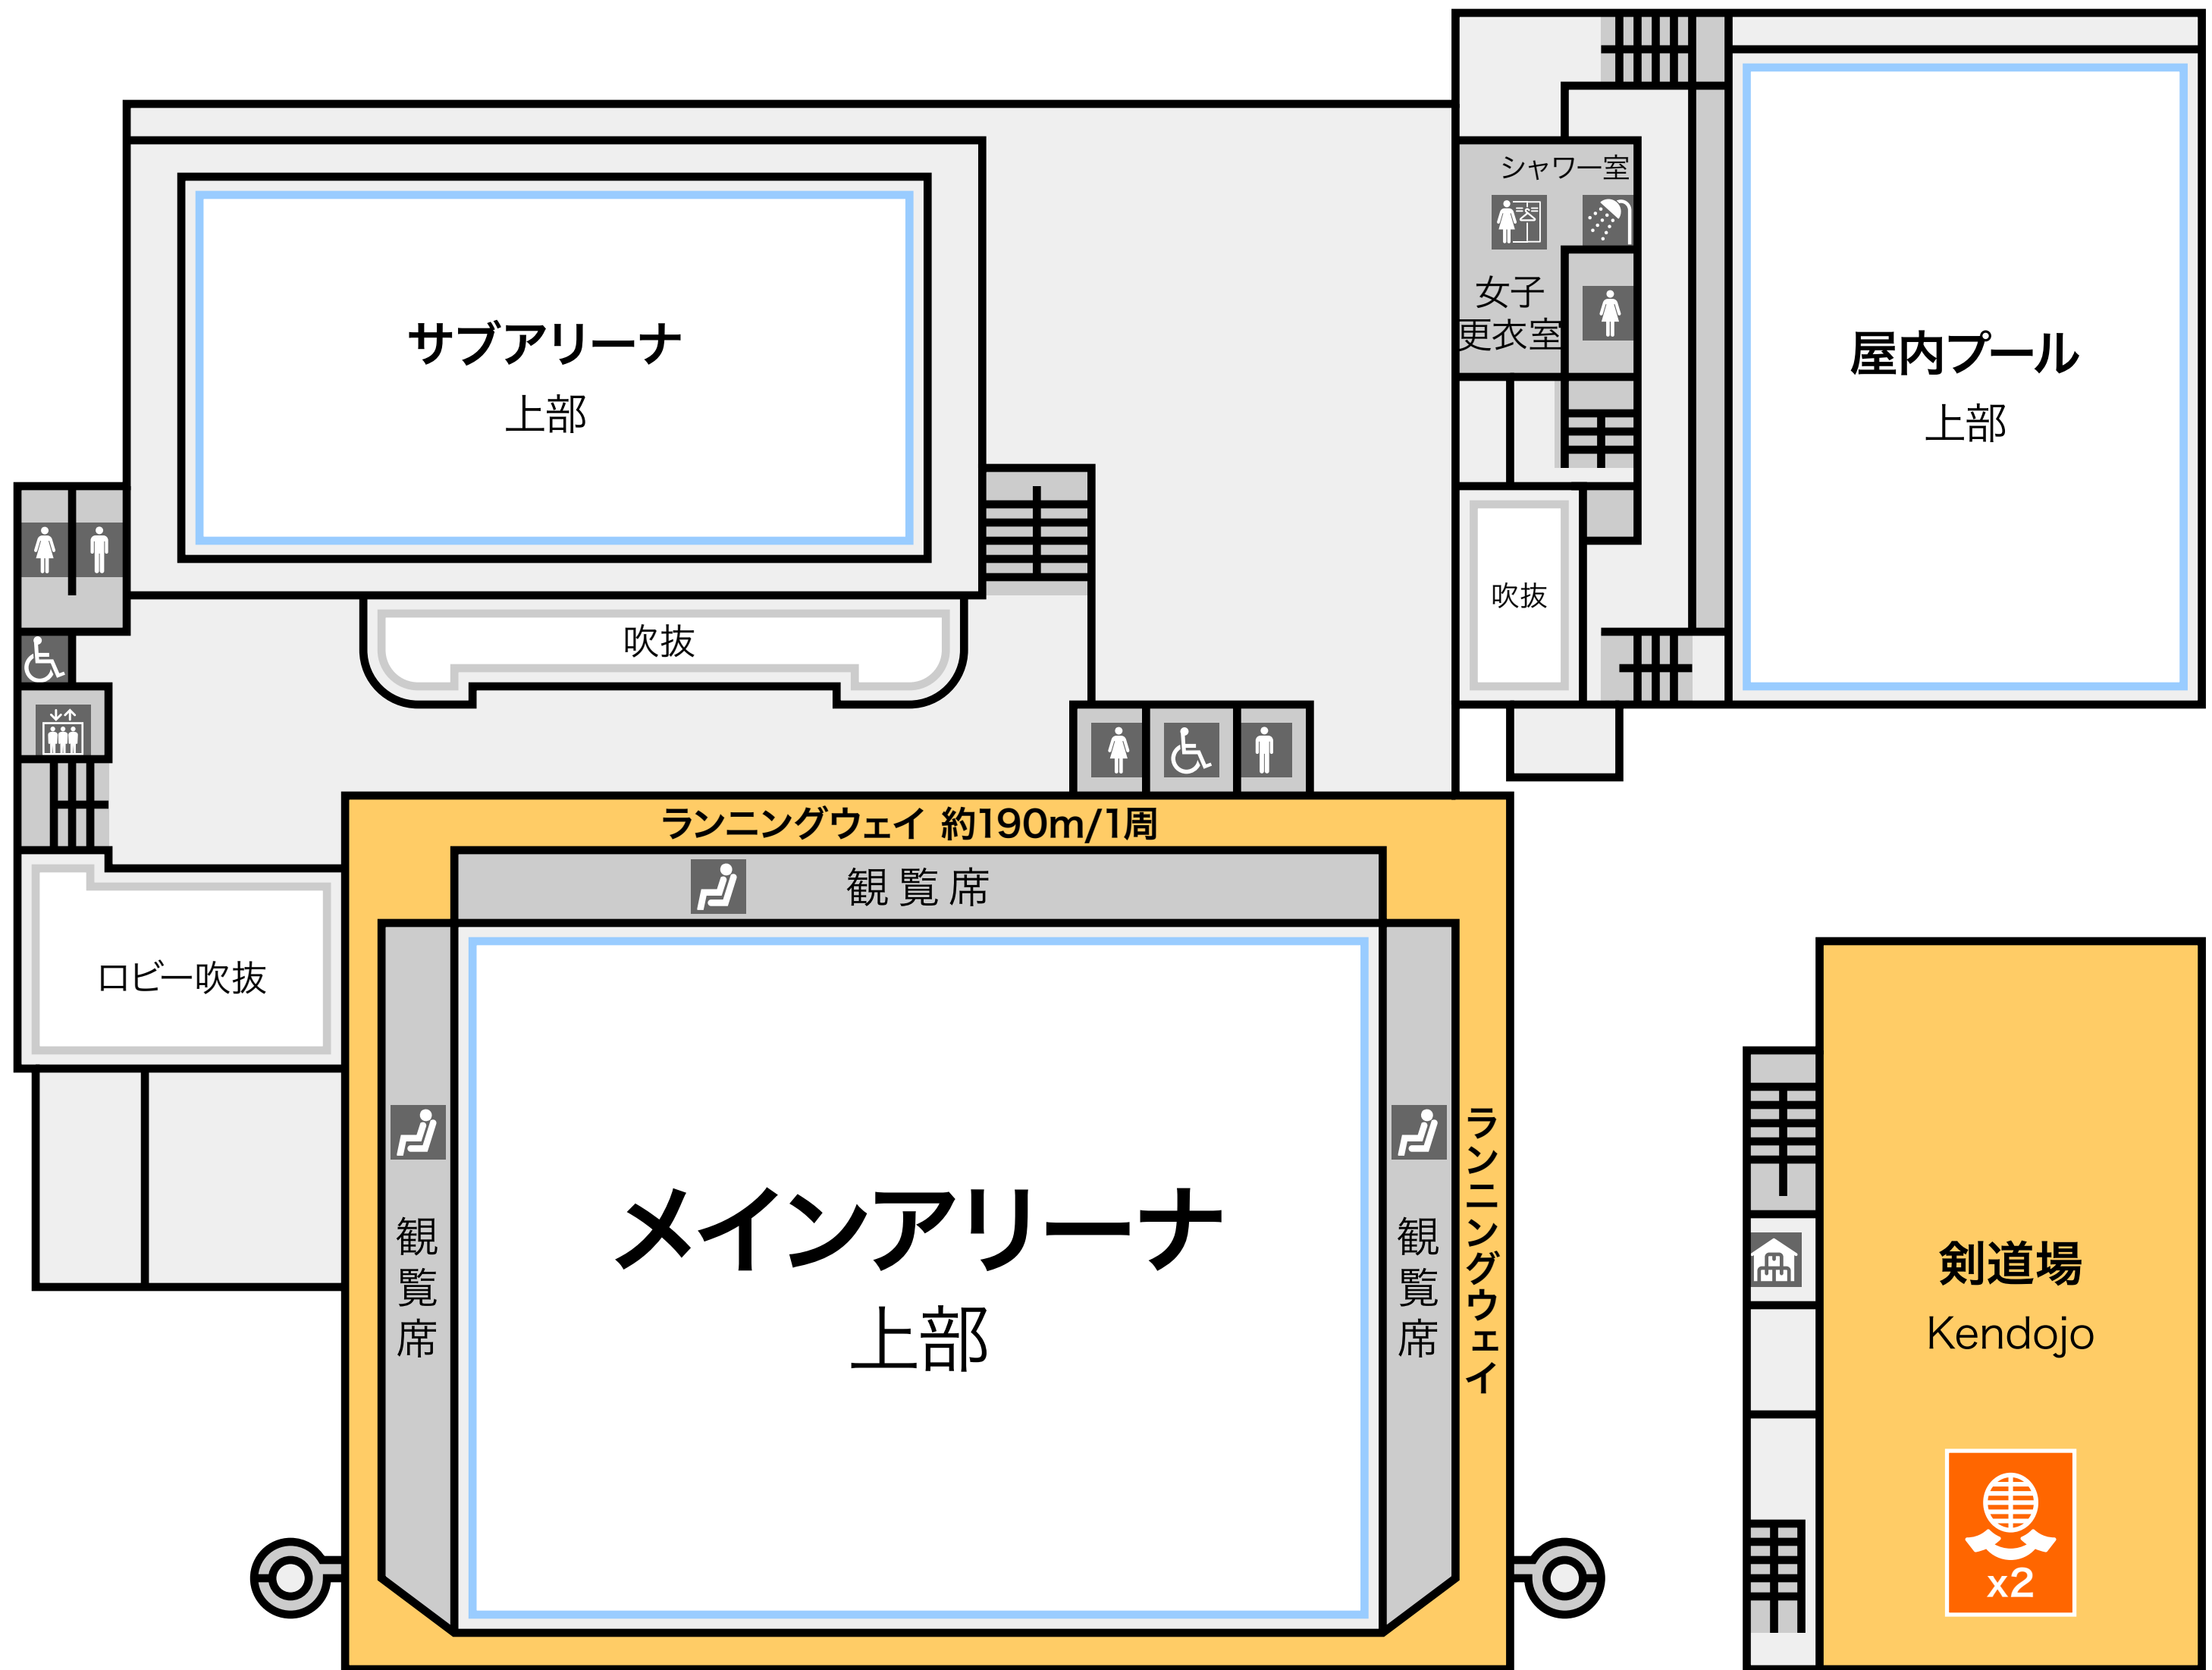 シャワー室
女子
更衣室
サブアリーナ
上部
屋内プール
上部
吹抜
吹抜
ランニングウェイ 約190m/1周
観覧席
ロビー吹抜
観覧席
メインアリーナ
上部
観覧席
ランニングウェイ
剣道場
Kendojo
x2